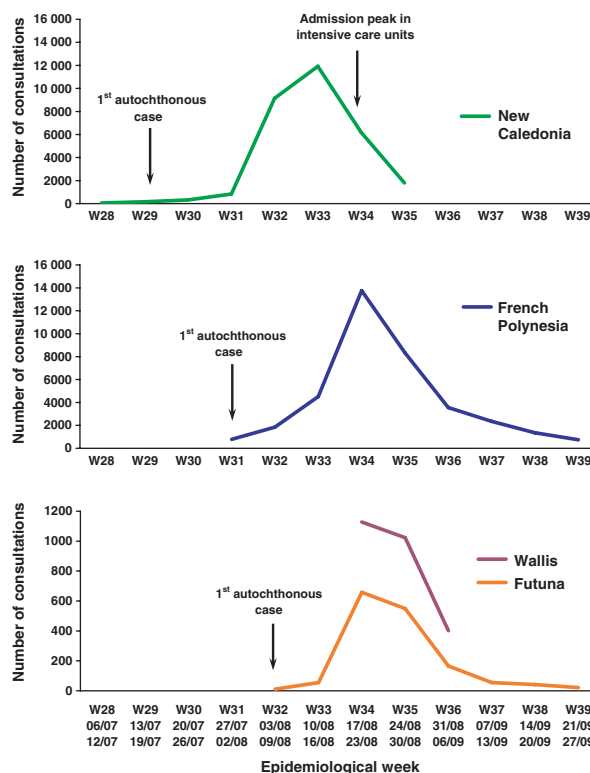 Number of consultations
16 000
14 000
12 000
10 000
8000
6000
4000
2000
0
Admission peak in
intensive care units
1st autochthonous
case
New
Caledonia
W28 W29 W30 W31 W32 W33 W34 W35 W36 W37 W38 W39
Number of consultations
16 000
14 000
12 000
10 000
8000
6000
4000
2000
0
1st autochthonous
case
French
Polynesia
W28 W29 W30 W31 W32 W33 W34 W35 W36 W37 W38 W39
Number of consultations
1200
1000
800
600
400
200
0
1st autochthonous
case
Wallis
Futuna
W28 W29 W30 W31 W32 W33 W34 W35 W36 W37 W38 W39
06/07 13/07 20/07 27/07 03/08 10/08 17/08 24/08 31/08 07/09 14/09 21/09
12/07 19/07 26/07 02/08 09/08 16/08 23/08 30/08 06/09 13/09 20/09 27/09
Epidemiological week